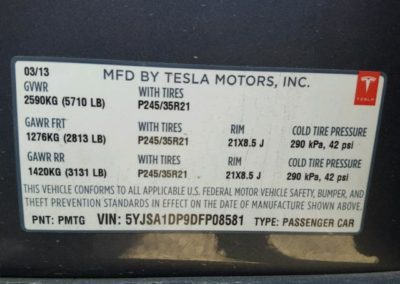 03/13 MFD BY TESLA MOTORS, INC.
GVWR WITH TIRES
2590KG (5710 LB) P245/35R21 TESLA
GAWR FRT WITH TIRES RIM COLD TIRE PRESSURE
1276KG (2813 LB) P245/35R21 21X8.5 J 290 kPa, 42 psi
GAWR RR WITH TIRES RIM COLD TIRE PRESSURE
1420KG (3131 LB) P245/35R21 21X8.5 J 290 kPa, 42 psi
THIS VEHICLE CONFORMS TO ALL APPLICABLE U.S. FEDERAL MOTOR VEHICLE SAFETY, BUMPER, AND
THEFT PREVENTION STANDARDS IN EFFECT ON THE DATE OF MANUFACTURE SHOWN ABOVE.
PNT: PMTG VIN: 5YJSA1DP9DFP08581 TYPE: PASSENGER CAR